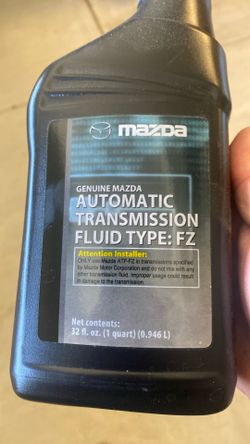 mazda
GENUINE MAZDA
AUTOMATIC
TRANSMISSION
FLUID TYPE: FZ
Attention Installer:
ONLY use Mazda ATF-FZ in transmissions specified
by Mazda Motor Corporation and do not mix with any
other transmission fluid. Improper usage could result
in damage to the transmission.
Net contents:
32 fl. oz. (1 quart) (0.946 L)